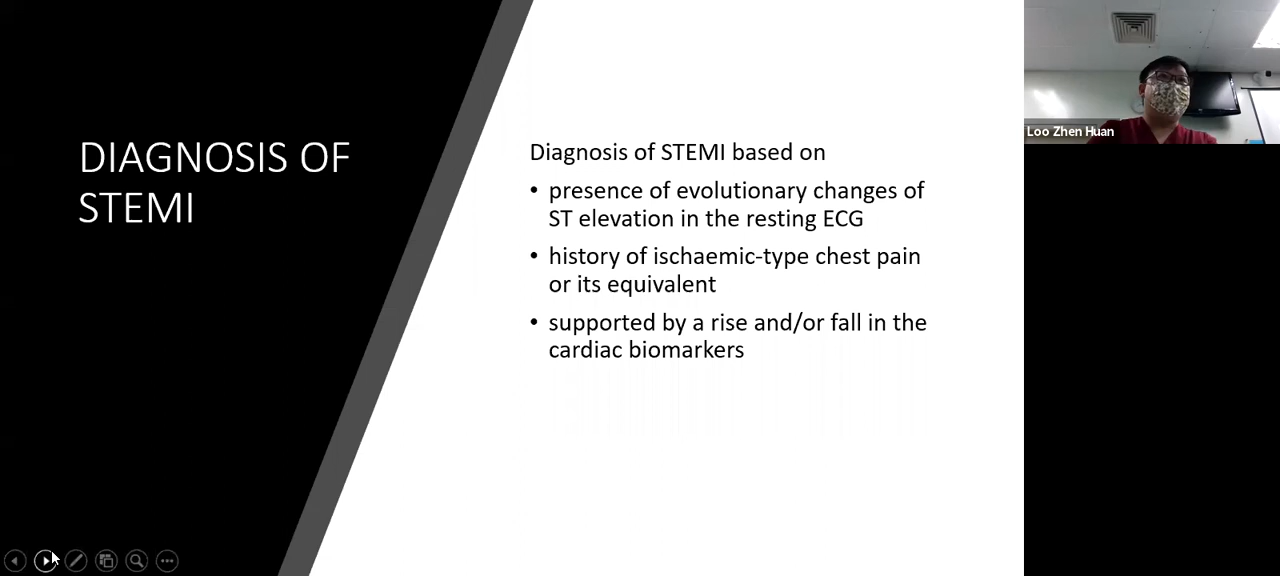 DIAGNOSIS OF
STEMI
Diagnosis of STEMI based on
• presence of evolutionary changes of
ST elevation in the resting ECG
• history of ischaemic-type chest pain
or its equivalent
• supported by a rise and/or fall in the
cardiac biomarkers
Loo Zhen Huan